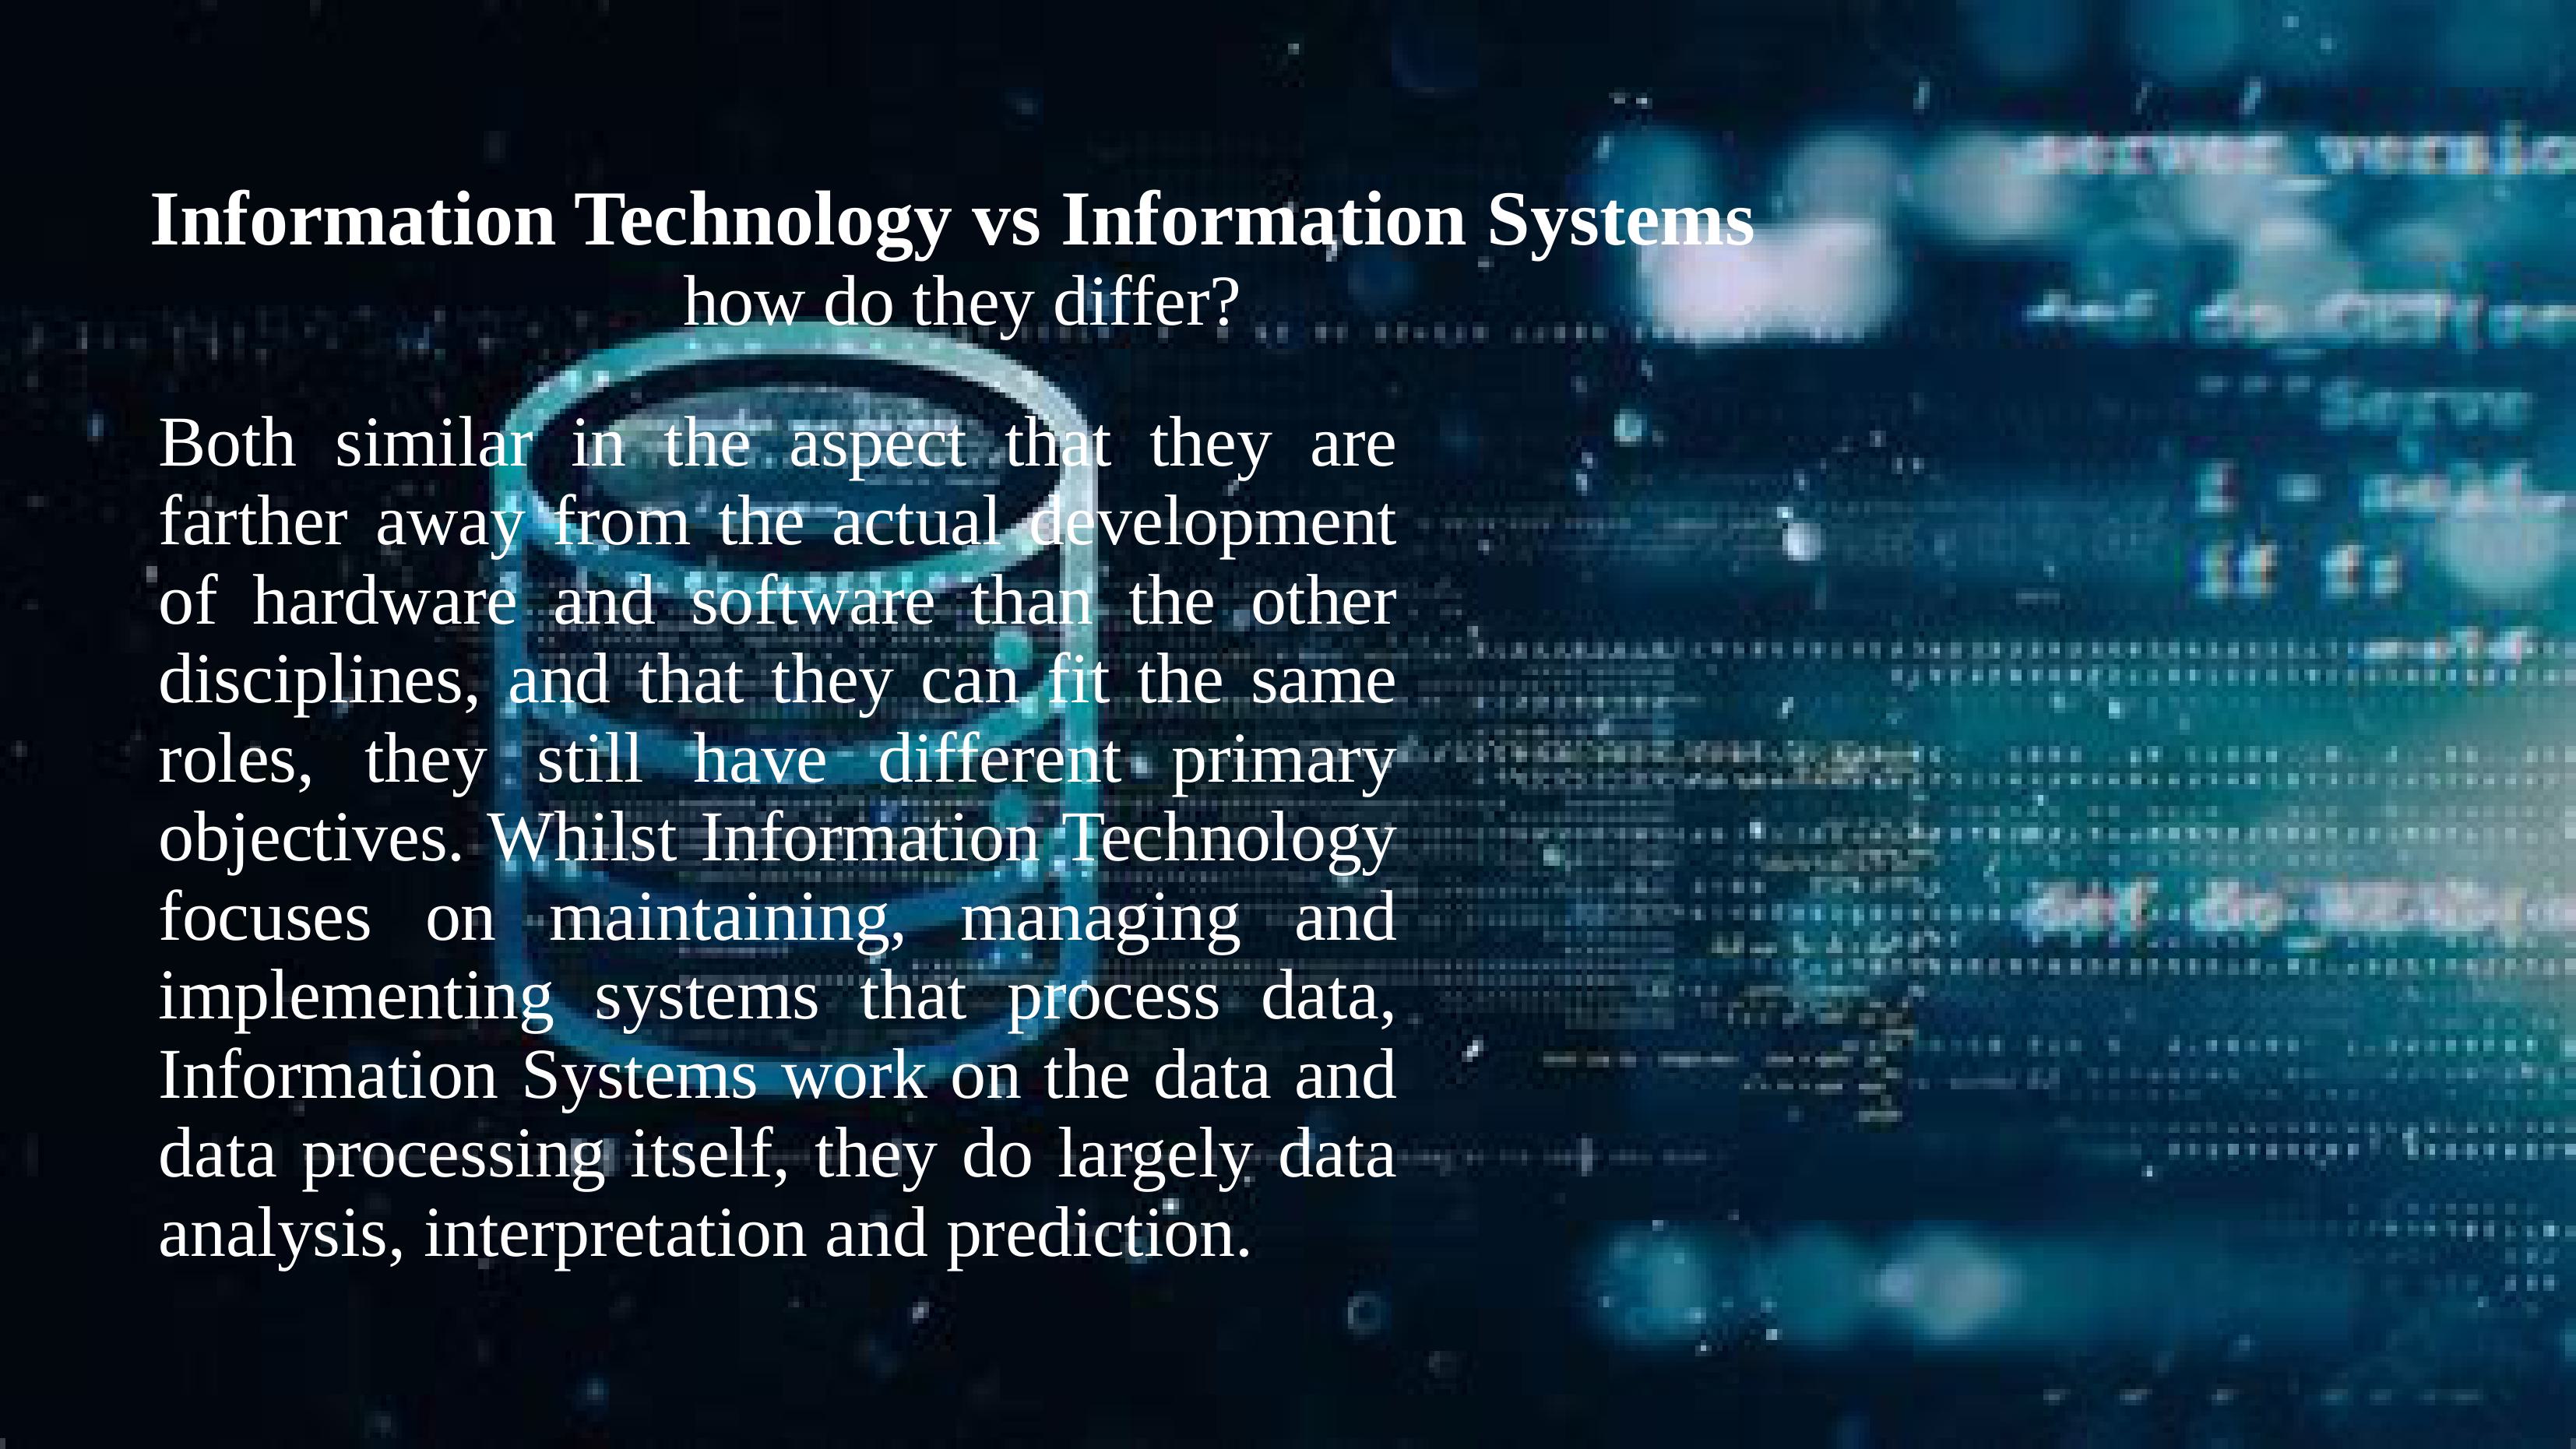 Information Technology vs Information Systems
how do they differ?
Both similar in the aspect that they are
farther away from the actual development
of hardware and software than the other
disciplines, and that they can fit the same
roles, they still have different primary
objectives. Whilst Information Technology
focuses on maintaining, managing and
implementing systems that process data,
Information Systems work on the data and
data processing itself, they do largely data
analysis, interpretation and prediction.